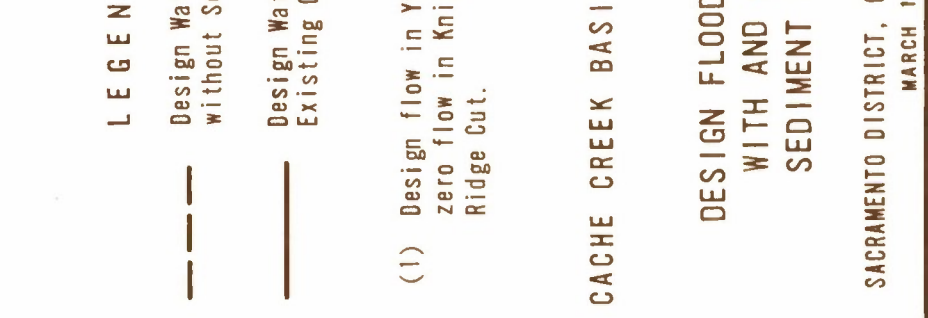 L E G E N
Design Wa
without S
Design Wa
Existing
(1) Design flow in Y
zero flow in Kni
Ridge Cut.
CACHE CREEK BASI
DESIGN FLOOD
WITH AND
SEDIMENT
SACRAMENTO DISTRICT,
MARCH 1